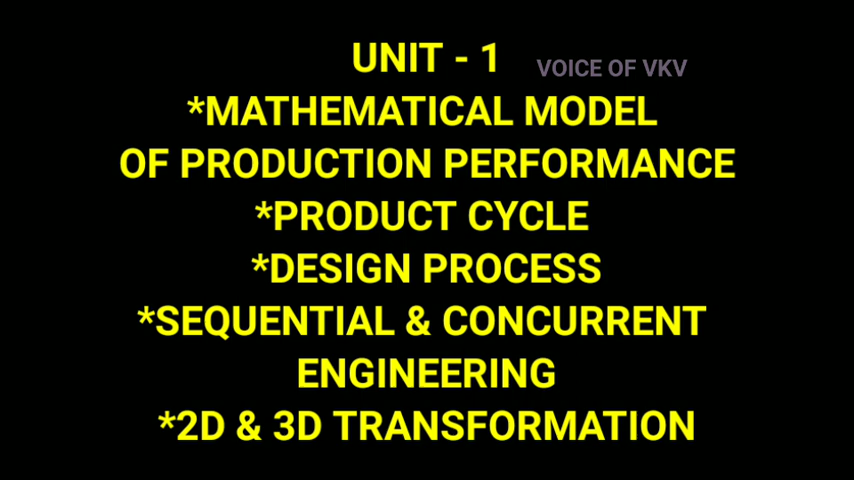 UNIT - 1
VOICE OF VKV
*MATHEMATICAL MODEL
OF PRODUCTION PERFORMANCE
*PRODUCT CYCLE
*DESIGN PROCESS
*SEQUENTIAL & CONCURRENT
ENGINEERING
*2D & 3D TRANSFORMATION